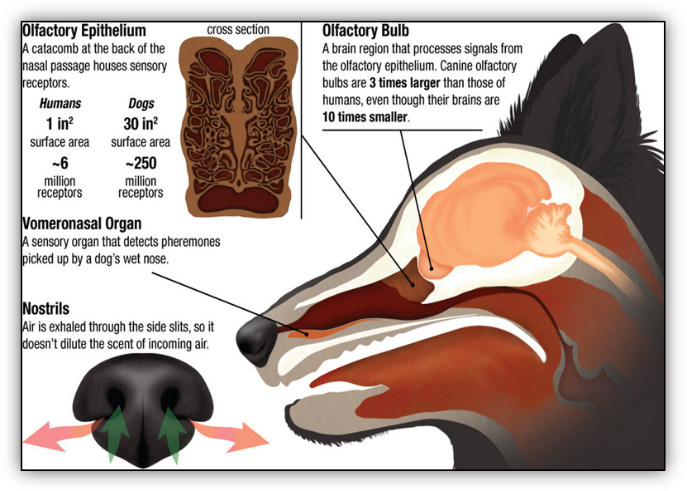 Olfactory Epithelium
A catacomb at the back of the
nasal passage houses sensory
receptors.
Humans Dogs
1 in² 30 in²
surface area surface area
~6 ~250
million million
receptors receptors
cross section
Olfactory Bulb
A brain region that processes signals from
the olfactory epithelium. Canine olfactory
bulbs are 3 times larger than those of
humans, even though their brains are
10 times smaller.
Vomeronasal Organ
A sensory organ that detects pheremones
picked up by a dog's wet nose.
Nostrils
Air is exhaled through the side slits, so it
doesn't dilute the scent of incoming air.